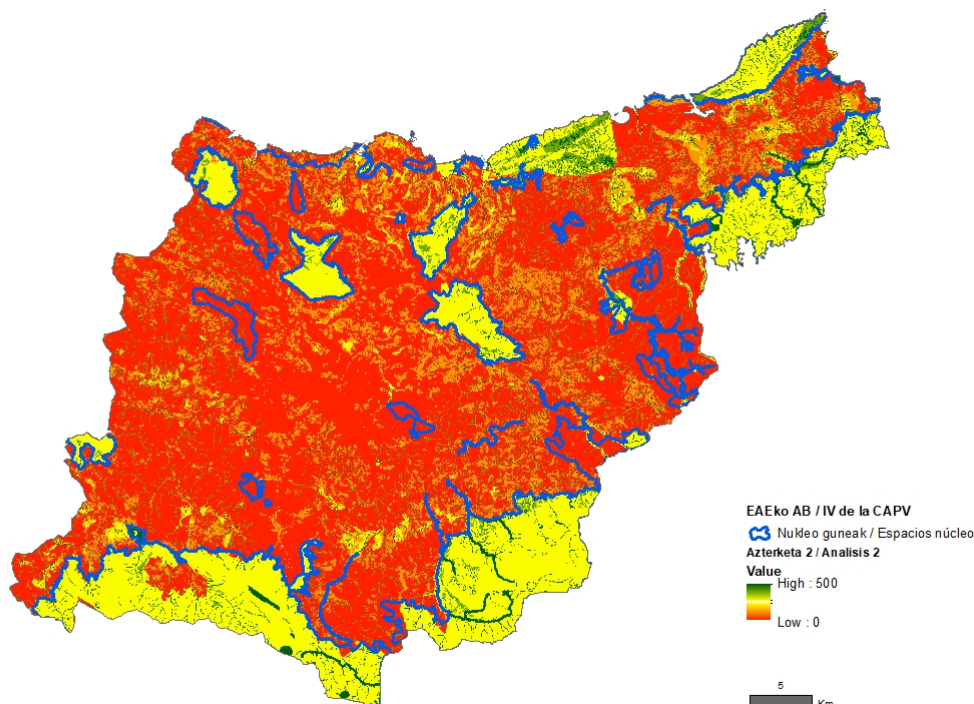 EAEko AB / IV de la CAPV
Nukleo guneak / Espacios núcleo
Azterketa 2 / Analisis 2
Value
High : 500
Low : 0
5
Km